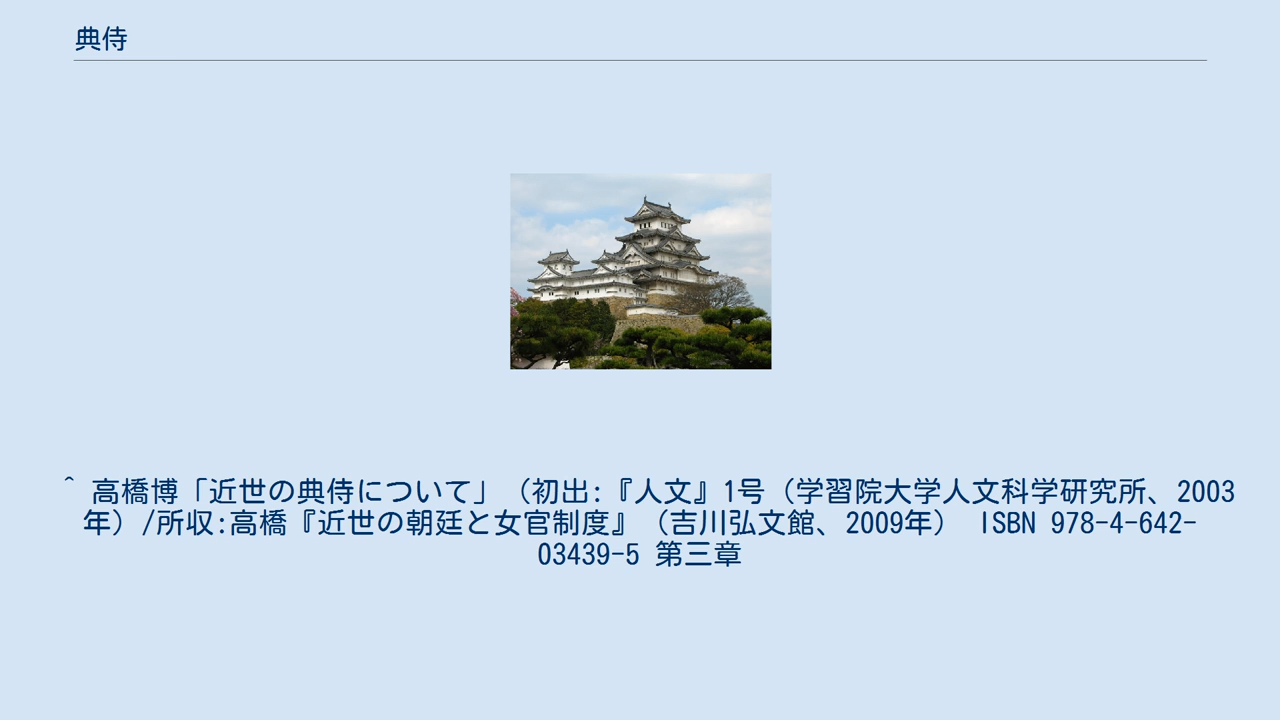 典侍
^ 高橋博「近世の典侍について」（初出:『人文』1号（学習院大学人文科学研究所、2003
年）/所収:高橋『近世の朝廷と女官制度』（吉川弘文館、2009年） ISBN 978-4-642-
03439-5 第三章